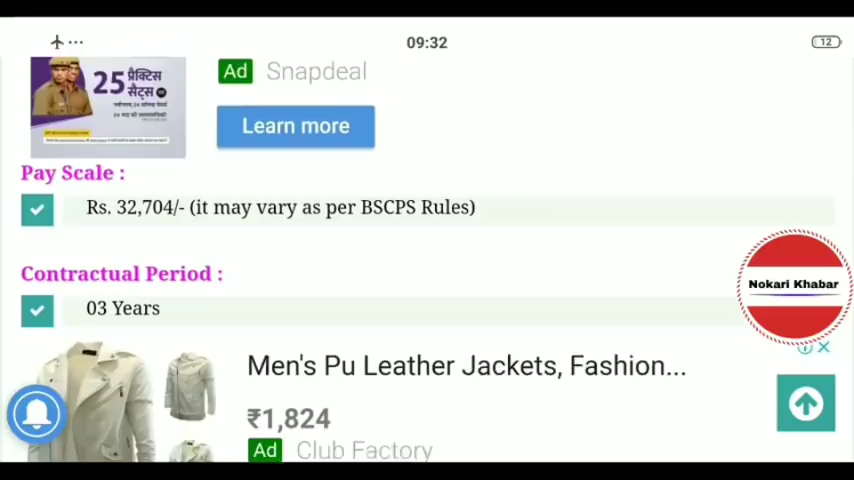 09:32
12
25 प्रैक्टिस
सैट्स
Ad Snapdeal
Learn more
Pay Scale :
Rs. 32,704/- (it may vary as per BSCPS Rules)
Contractual Period :
03 Years
Nokari Khabar
Men's Pu Leather Jackets, Fashion...
₹1,824
Ad Club Factory